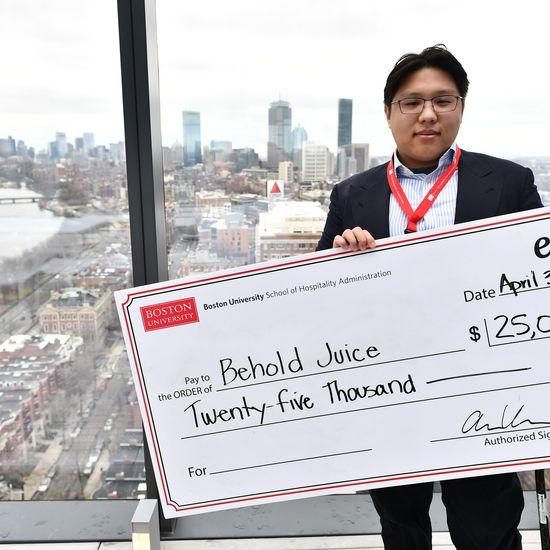 BOSTON
UNIVERSITY
Boston University School of Hospitality Administration
Date April
$ 25,0
Pay to
the ORDER of Behold Juice
Twenty-five Thousand
For
Authorized Sig